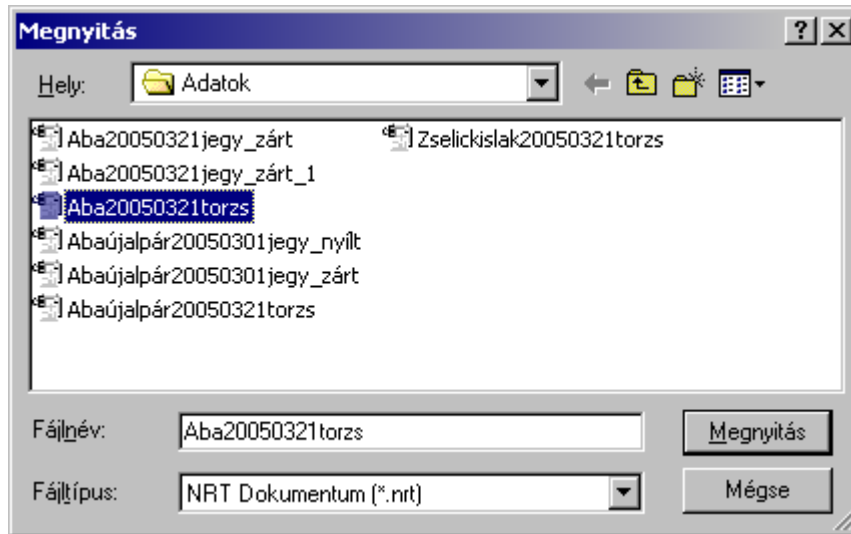 Megnyitás
Hely: Adatok
Aba20050321jegy_zárt
Aba20050321jegy_zárt_1
Aba20050321torzs
Abaújalpár20050301jegy_nyílt
Abaújalpár20050301jegy_zárt
Abaújalpár20050321torzs
Zselickislak20050321torzs
Fájlnév: Aba20050321torzs Megnyitás
Fájltípus: NRT Dokumentum (*.nrt) Mégse